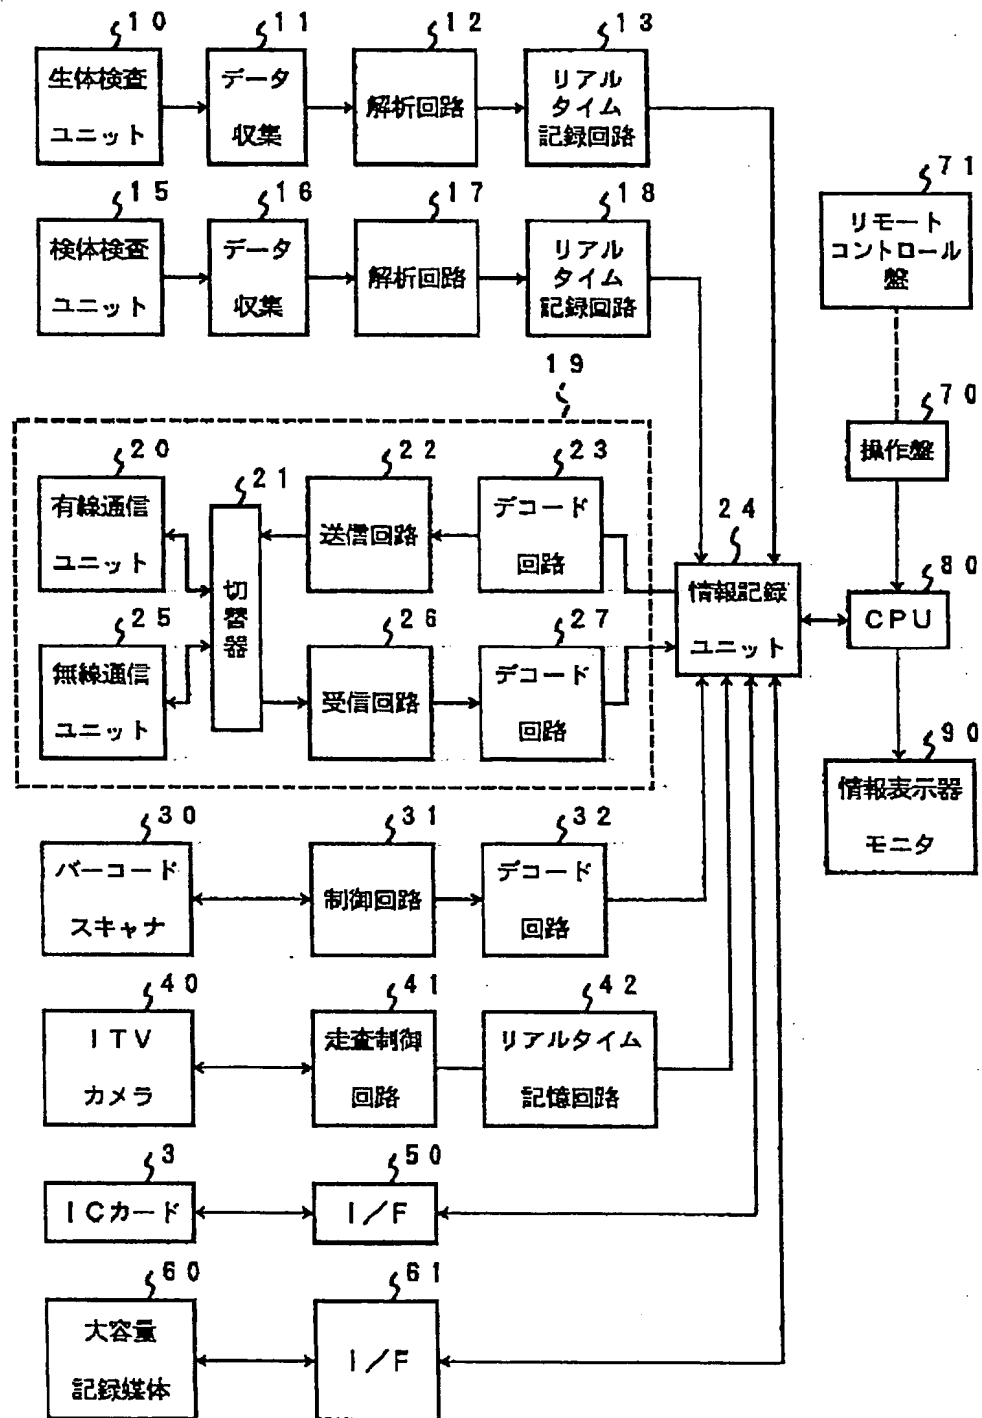 10
生体検査
ユニット
11
データ
収集
12
解析回路
13
リアル
タイム
記録回路
15
検体検査
ユニット
16
データ
収集
17
解析回路
18
リアル
タイム
記録回路
71
リモート
コントロール
盤
19
70
操作盤
20
有線通信
ユニット
21
切
替
器
22
送信回路
23
デコード
回路
24
情報記録
ユニット
80
CPU
25
無線通信
ユニット
26
受信回路
27
デコード
回路
90
情報表示器
モニタ
30
バーコード
スキャナ
31
制御回路
32
デコード
回路
40
ITV
カメラ
41
走査制御
回路
42
リアルタイム
記憶回路
3
ICカード
50
I/F
60
大容量
記録媒体
61
I/F